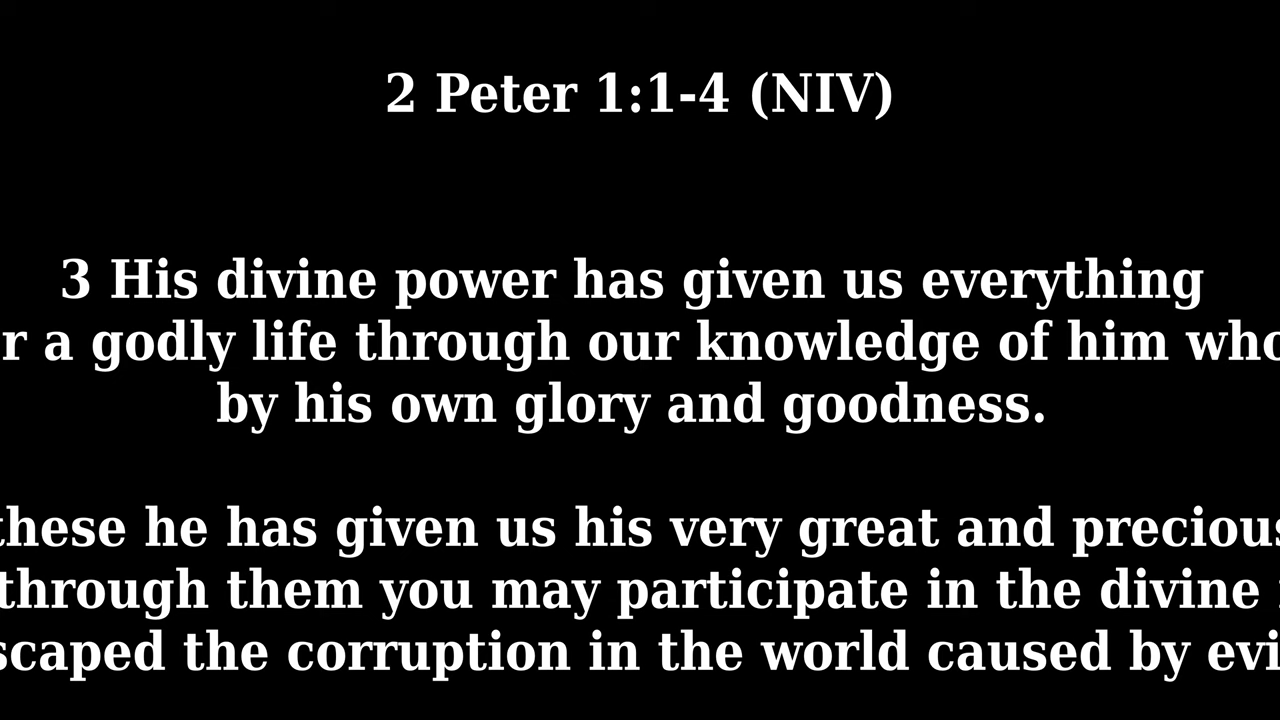 2 Peter 1:1-4 (NIV)
3 His divine power has given us everything
r a godly life through our knowledge of him who
by his own glory and goodness.
these he has given us his very great and precious
through them you may participate in the divine
scaped the corruption in the world caused by evi